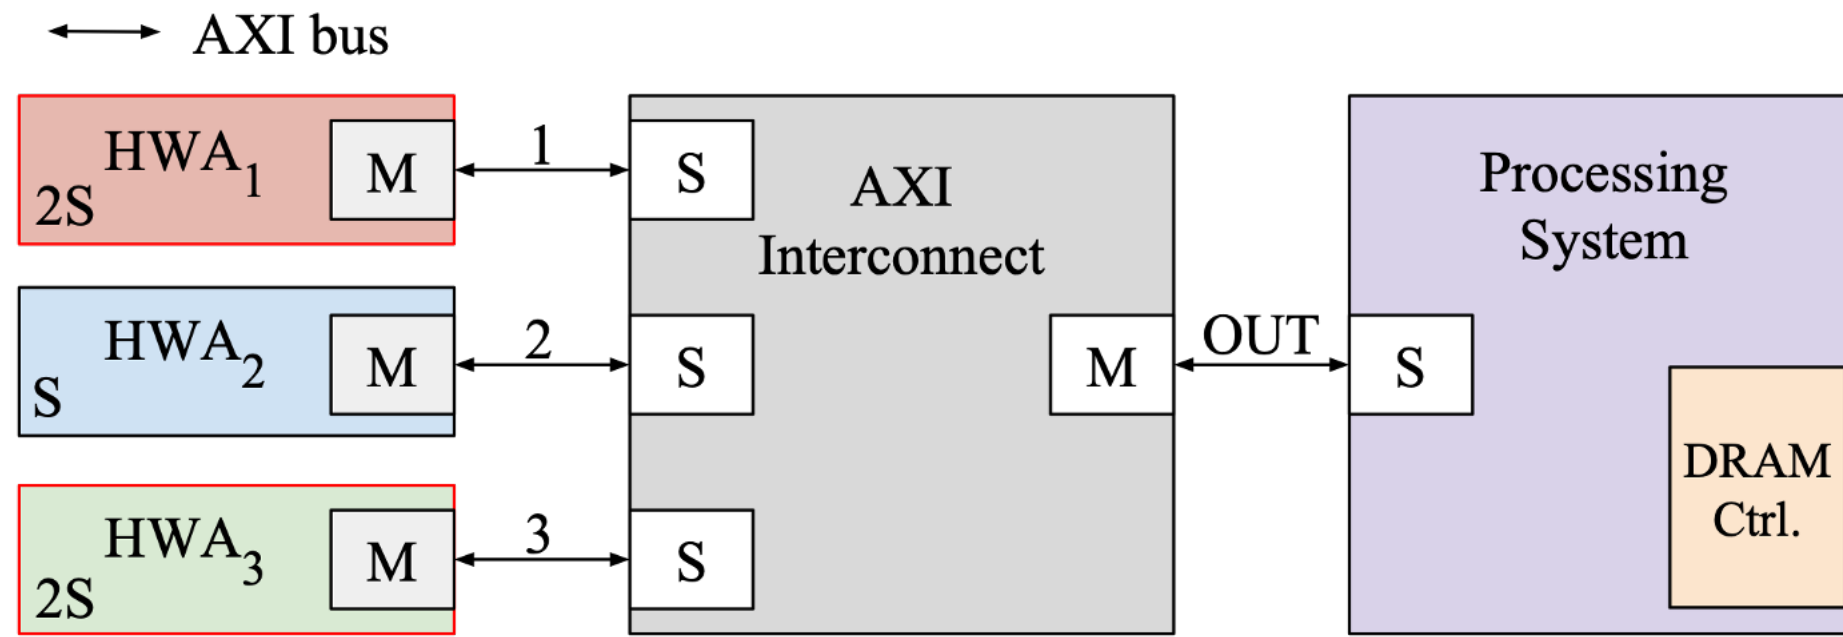 AXI bus
HWA1
2S
M
1
S
HWA2
S
M
2
S
HWA3
2S
M
3
S
AXI
Interconnect
M
OUT
Processing
System
S
DRAM
Ctrl.